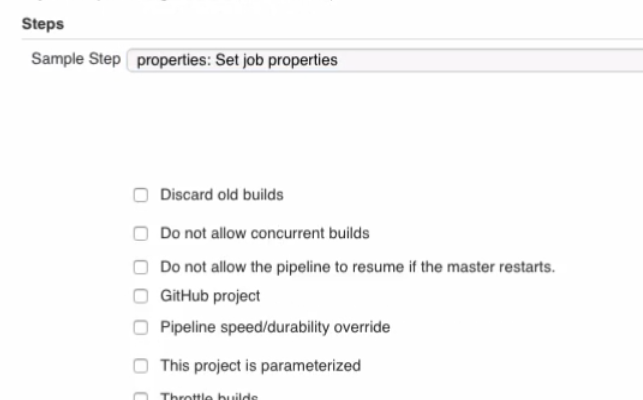 Steps
Sample Step properties: Set job properties
Discard old builds
Do not allow concurrent builds
Do not allow the pipeline to resume if the master restarts.
GitHub project
Pipeline speed/durability override
This project is parameterized
Throttle builds